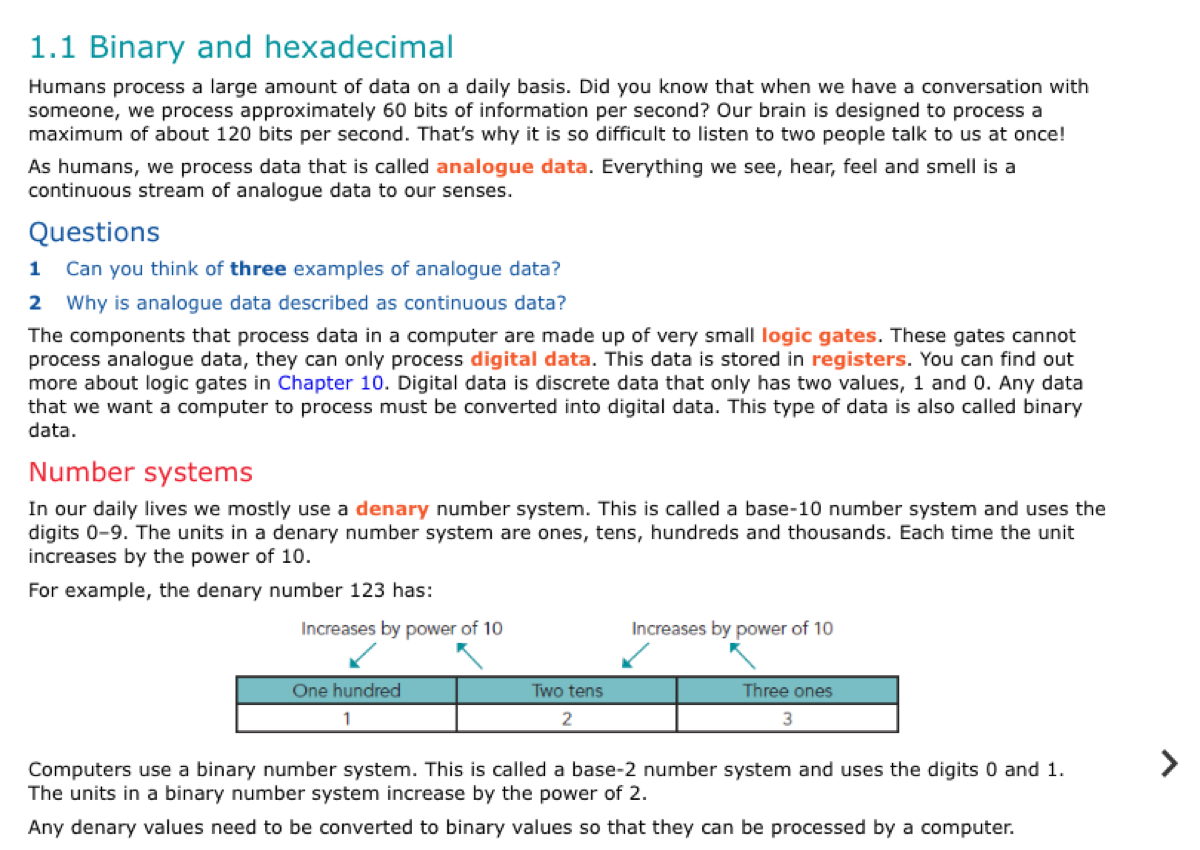 1.1 Binary and hexadecimal
Humans process a large amount of data on a daily basis. Did you know that when we have a conversation with
someone, we process approximately 60 bits of information per second? Our brain is designed to process a
maximum of about 120 bits per second. That’s why it is so difficult to listen to two people talk to us at once!
As humans, we process data that is called analogue data. Everything we see, hear, feel and smell is a
continuous stream of analogue data to our senses.
Questions
1 Can you think of three examples of analogue data?
2 Why is analogue data described as continuous data?
The components that process data in a computer are made up of very small logic gates. These gates cannot
process analogue data, they can only process digital data. This data is stored in registers. You can find out
more about logic gates in Chapter 10. Digital data is discrete data that only has two values, 1 and 0. Any data
that we want a computer to process must be converted into digital data. This type of data is also called binary
data.
Number systems
In our daily lives we mostly use a denary number system. This is called a base-10 number system and uses the
digits 0–9. The units in a denary number system are ones, tens, hundreds and thousands. Each time the unit
increases by the power of 10.
For example, the denary number 123 has:
Increases by power of 10 Increases by power of 10
One hundred Two tens Three ones
1 2 3
Computers use a binary number system. This is called a base-2 number system and uses the digits 0 and 1.
The units in a binary number system increase by the power of 2.
Any denary values need to be converted to binary values so that they can be processed by a computer.